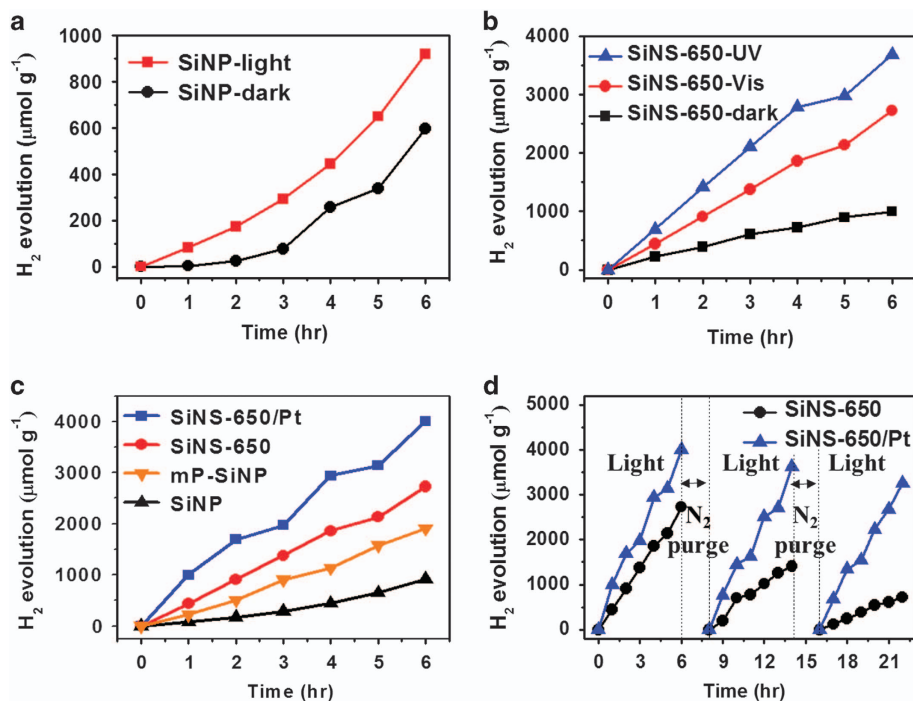 a
H2 evolution (μmol g-1)
1000
800
600
400
200
0
SiNP-light
SiNP-dark
0 1 2 3 4 5 6
Time (hr)
b
H2 evolution (μmol g-1)
4000
3000
2000
1000
0
SiNS-650-UV
SiNS-650-Vis
SiNS-650-dark
0 1 2 3 4 5 6
Time (hr)
c
H2 evolution (μmol g-1)
4000
3000
2000
1000
0
SiNS-650/Pt
SiNS-650
mP-SiNP
SiNP
0 1 2 3 4 5 6
Time (hr)
d
H2 evolution (μmol g-1)
5000
4000
3000
2000
1000
0
SiNS-650
SiNS-650/Pt
Light Light Light
N2 N2
purge purge
0 3 6 9 12 15 18 21
Time (hr)